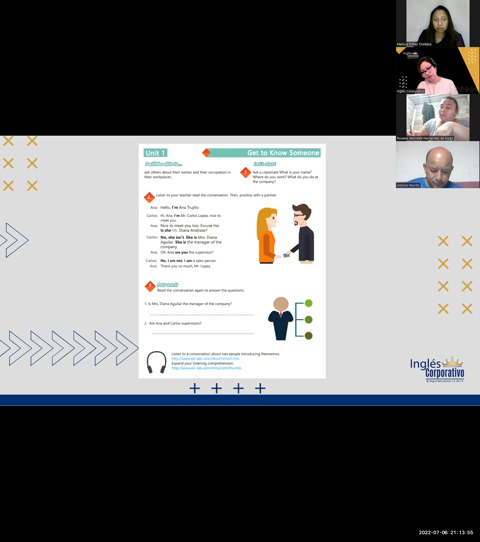 Unit 1
Get to Know Someone
ask others about their names and their occupation in
their workplaces
Ask a classmate What is your name?
Where do you work? What do you do at
the company?
Listen to your teacher read the conversation. Then, practice with a partner.
Ana: Hello, I'm Ana Trujillo
Carlos: Hi, Ana. I'm Mr. Carlos Lopez, nice to
meet you.
Ana: Nice to meet you too. Excuse me.
Is she Mrs. Diana Andrade?
Carlos: No, she isn't. She is Mrs. Diana
Aguilar. She is the manager of the
company.
Ana: OK. And are you the supervisor?
Carlos: No, I am not. I am a sales person
Ana: Thank you so much, Mr. Lopez
Read the conversation again to answer the questions.
1. Is Mrs. Diana Aguilar the manager of the company?
2. Are Ana and Carlos supervisors?
Listen to a conversation about two people introducing themselves.
Expand your listening comprehension.
Inglés
Corporativo
2022-07-06 21:13:55